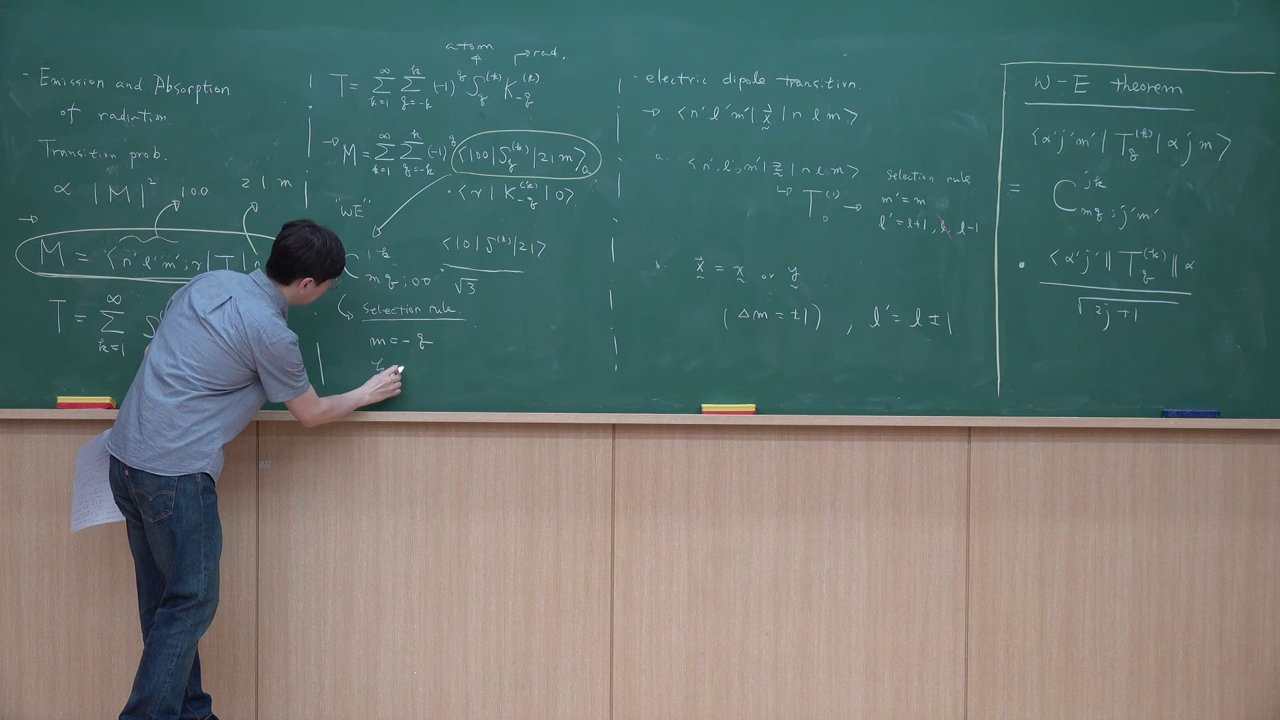 - Emission and Absorption
of radiation.
Transition prob.
∝ |M|² 100 21m
→
M = ⟨n'l'm';γ|T|n
T = ∑_{k=1}^{∞} S
atom → rad.
T = ∑_{k=1}^{∞} ∑_{q=-k}^{k} (-1)^q S_q^{(k)} K_{-q}^{(k)}
→ M = ∑_{k=1}^{∞} ∑_{q=-k}^{k} (-1)^q ⟨100|S_q^{(k)}|21m⟩_a
· ⟨γ|K_{-q}^{(k)}|0⟩
"WE"
C^{1k}_{mq;00} · ⟨10|S^{(k)}|21⟩ / √3
Selection rule
m = -q
k
- electric dipole transition.
→ ⟨n'l'm'|x⃗|nlm⟩
a. ⟨n'l'm'|z|nlm⟩
T_0^{(1)} →
Selection rule
m' = m
l' = l+1, l, l-1
b. x⃗ = x or y
(Δm = ±1), l' = l±1
W-E theorem
⟨α'j'm'|T_q^{(k)}|αjm⟩
= C^{jk}_{mq;j'm'}
· ⟨α'j'||T_q^{(k)}||α / √2j+1